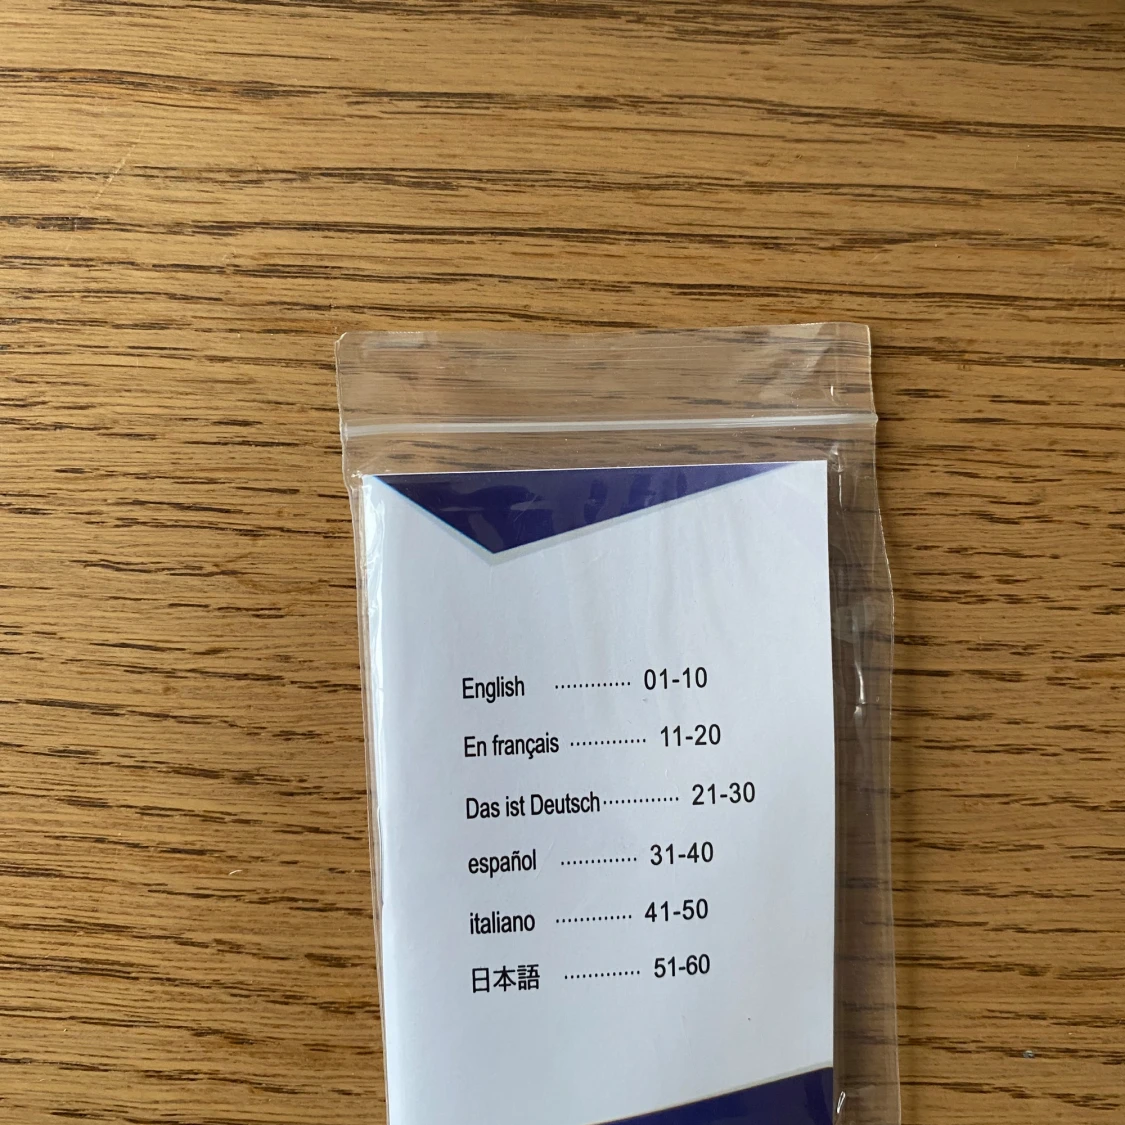 English ............. 01-10
En français ............. 11-20
Das ist Deutsch............. 21-30
español ............. 31-40
italiano ............. 41-50
日本語 ............. 51-60